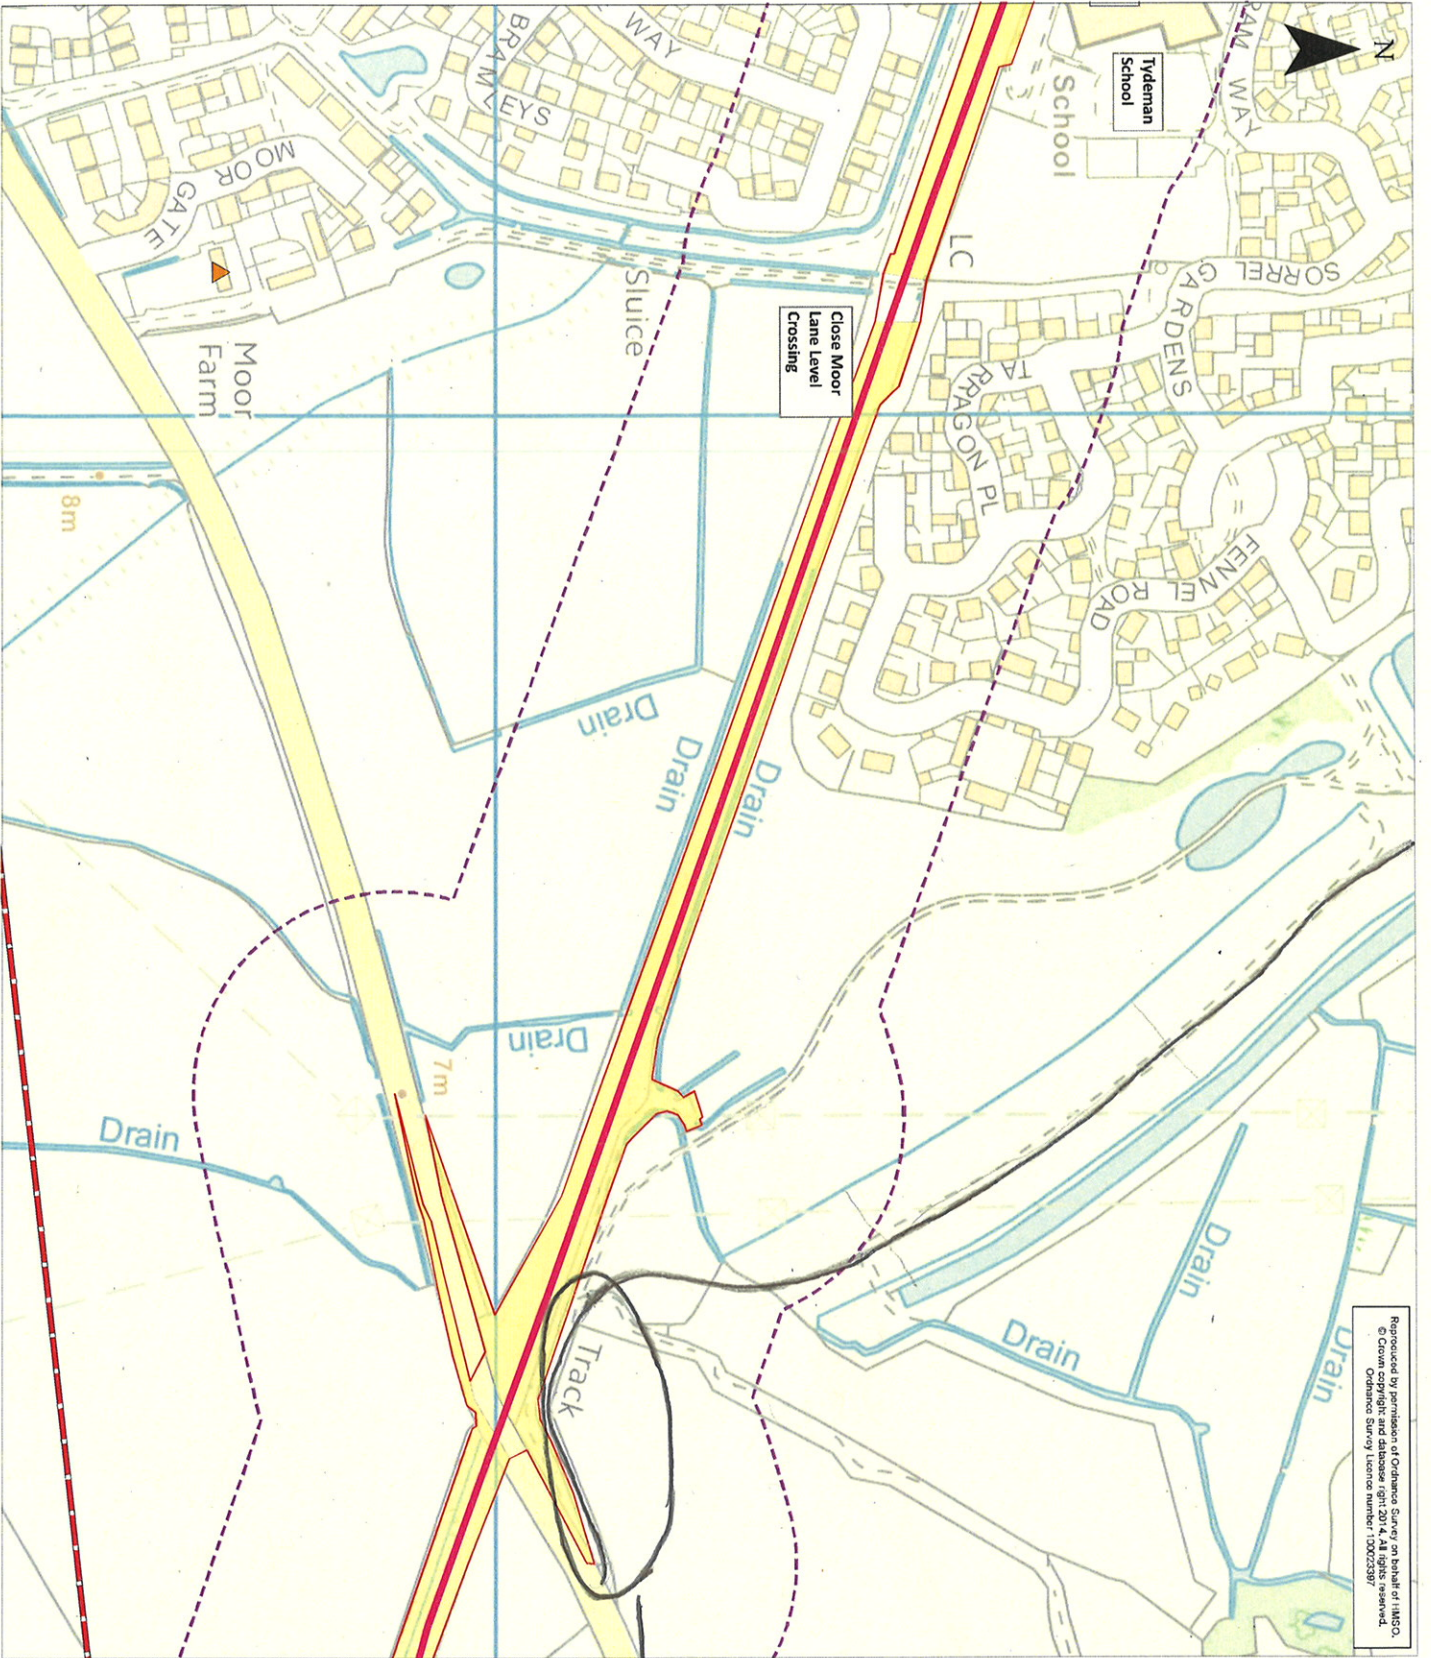 N
RAM WAY
WAY
BRAMLEYS
Tydeman
School
School
MOOR
GATE
LC
SORREL
GARDENS
Sluice
Close Moor
Lane Level
Crossing
TARRAGON PL
Moor
Farm
8m
FENNEL ROAD
Drain
Drain
Drain
Drain
7m
Drain
Drain
Drain
Drain
Track
Reproduced by permission of Ordnance Survey on behalf of HMSO.
© Crown copyright and database right 2014. All rights reserved.
Ordnance Survey Licence number 100023397